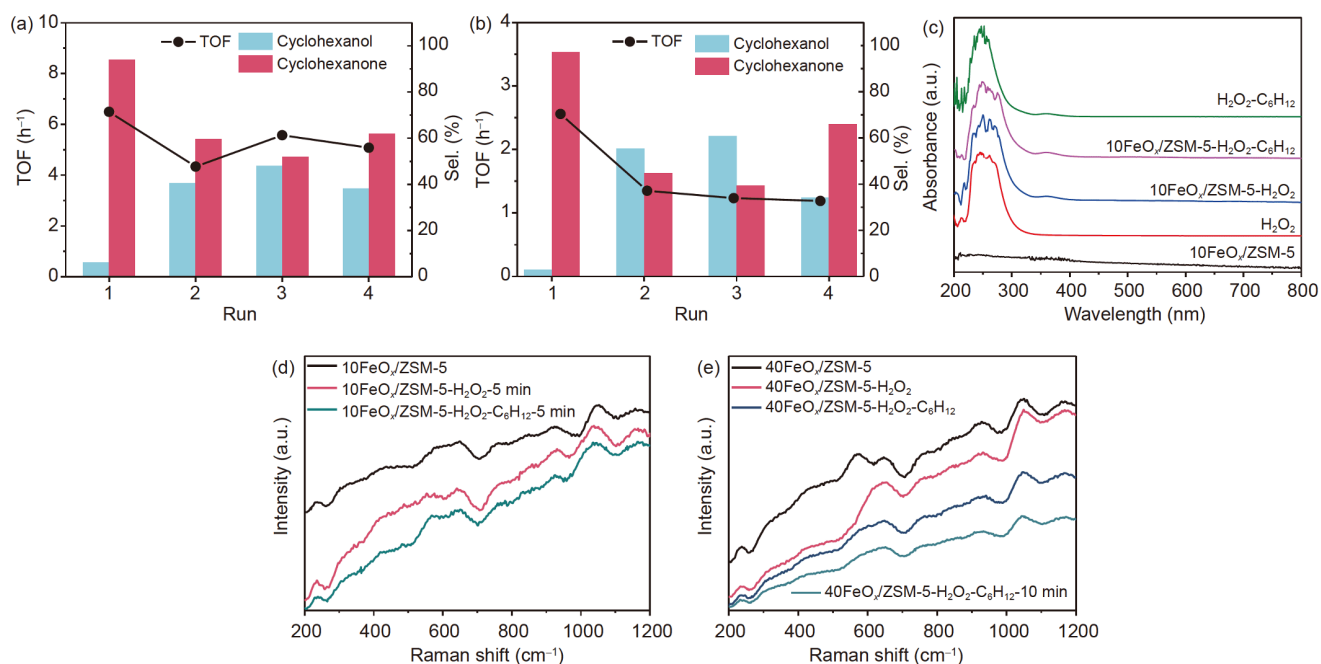 (a)
TOF
Cyclohexanol
Cyclohexanone
TOF (h⁻¹)
10
8
6
4
2
0
Sel. (%)
100
80
60
40
20
0
1 2 3 4
Run
(b)
TOF
Cyclohexanol
Cyclohexanone
TOF (h⁻¹)
4
3
2
1
0
Sel. (%)
100
80
60
40
20
0
1 2 3 4
Run
(c)
Absorbance (a.u.)
H₂O₂-C₆H₁₂
10FeOₓ/ZSM-5-H₂O₂-C₆H₁₂
10FeOₓ/ZSM-5-H₂O₂
H₂O₂
10FeOₓ/ZSM-5
200 300 400 500 600 700 800
Wavelength (nm)
(d)
10FeOₓ/ZSM-5
10FeOₓ/ZSM-5-H₂O₂-5 min
10FeOₓ/ZSM-5-H₂O₂-C₆H₁₂-5 min
Intensity (a.u.)
200 400 600 800 1000 1200
Raman shift (cm⁻¹)
(e)
40FeOₓ/ZSM-5
40FeOₓ/ZSM-5-H₂O₂
40FeOₓ/ZSM-5-H₂O₂-C₆H₁₂
Intensity (a.u.)
40FeOₓ/ZSM-5-H₂O₂-C₆H₁₂-10 min
200 400 600 800 1000 1200
Raman shift (cm⁻¹)